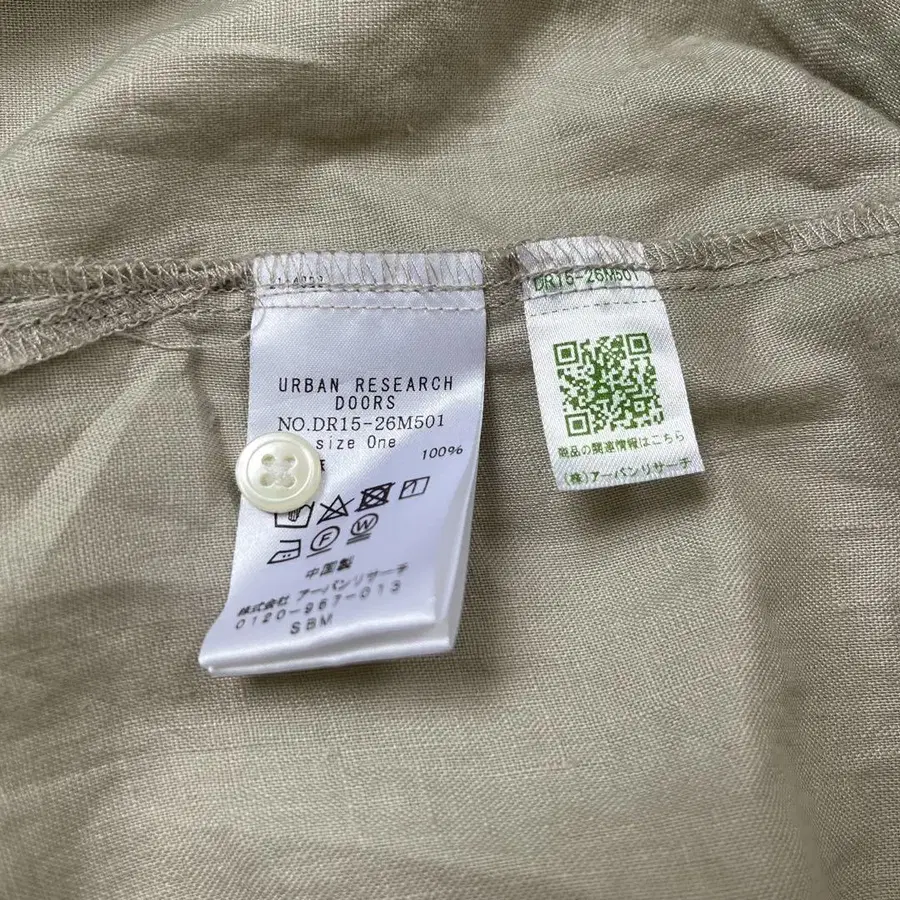 URBAN RESEARCH
DOORS
NO.DR15-26M501
size One
100%
中国製
株式会社 アーバンリサーチ
0120-967-013
SBM
DR15-26M501
商品の関連情報はこちら
(株)アーバンリサーチ